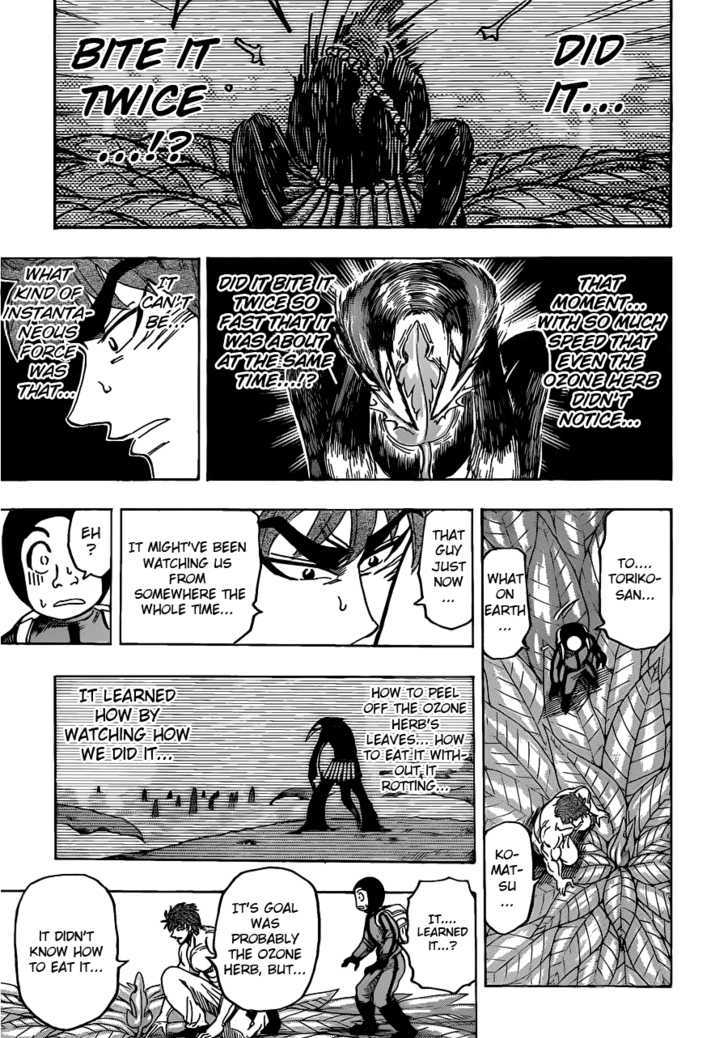 DID
IT...
BITE IT
TWICE
...!?
THAT
MOMENT...
WITH SO MUCH
SPEED THAT
EVEN THE
OZONE HERB
DIDN'T
NOTICE...
DID IT BITE IT
TWICE SO
FAST THAT IT
WAS ABOUT
AT THE SAME
TIME...!?
IT
CAN'T
BE...
WHAT
KIND OF
INSTANTA-
NEOUS
FORCE
WAS
THAT...
TO....
TORIKO-
SAN...
WHAT
ON
EARTH
...
KO-
MAT-
SU
...
THAT
GUY
JUST
NOW
...
IT MIGHT'VE BEEN
WATCHING US
FROM
SOMEWHERE THE
WHOLE TIME...
EH
?
HOW TO PEEL
OFF THE OZONE
HERB'S
LEAVES... HOW
TO EAT IT WITH-
OUT IT
ROTTING...
IT LEARNED
HOW BY
WATCHING HOW
WE DID IT...
IT....
LEARNED
IT...?
IT'S GOAL
WAS
PROBABLY
THE OZONE
HERB, BUT...
IT DIDN'T
KNOW HOW
TO EAT IT...